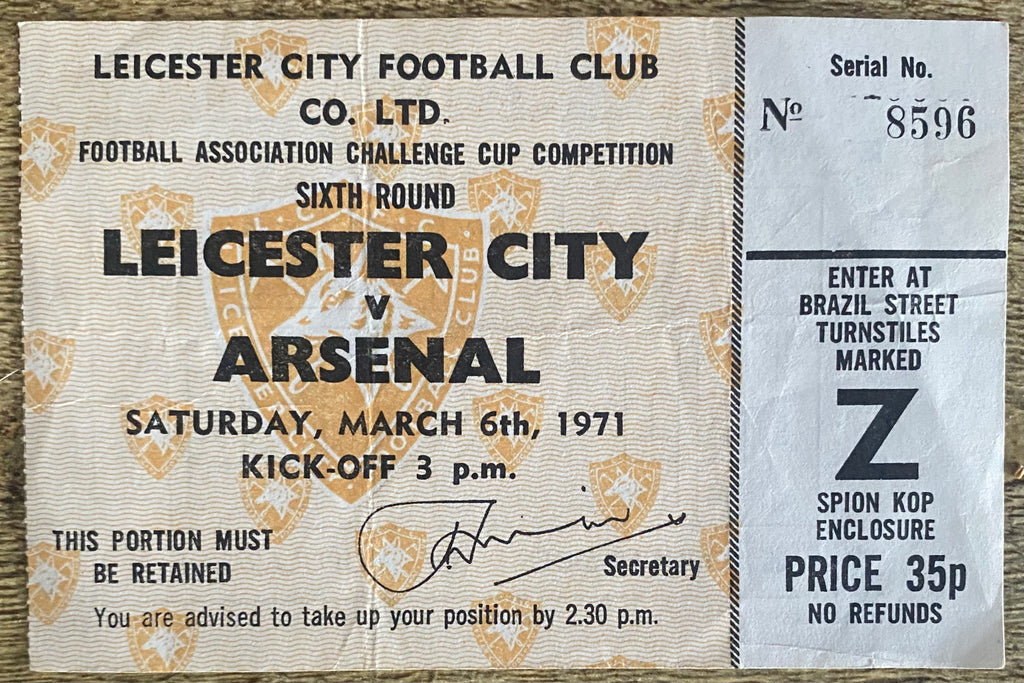 LEICESTER CITY FOOTBALL CLUB
CO. LTD.
FOOTBALL ASSOCIATION CHALLENGE CUP COMPETITION
SIXTH ROUND
LEICESTER CITY
v
ARSENAL
SATURDAY, MARCH 6th, 1971
KICK-OFF 3 p.m.
THIS PORTION MUST
BE RETAINED
Secretary
You are advised to take up your position by 2.30 p.m.
Serial No.
Nº 8596
ENTER AT
BRAZIL STREET
TURNSTILES
MARKED
Z
SPION KOP
ENCLOSURE
PRICE 35p
NO REFUNDS